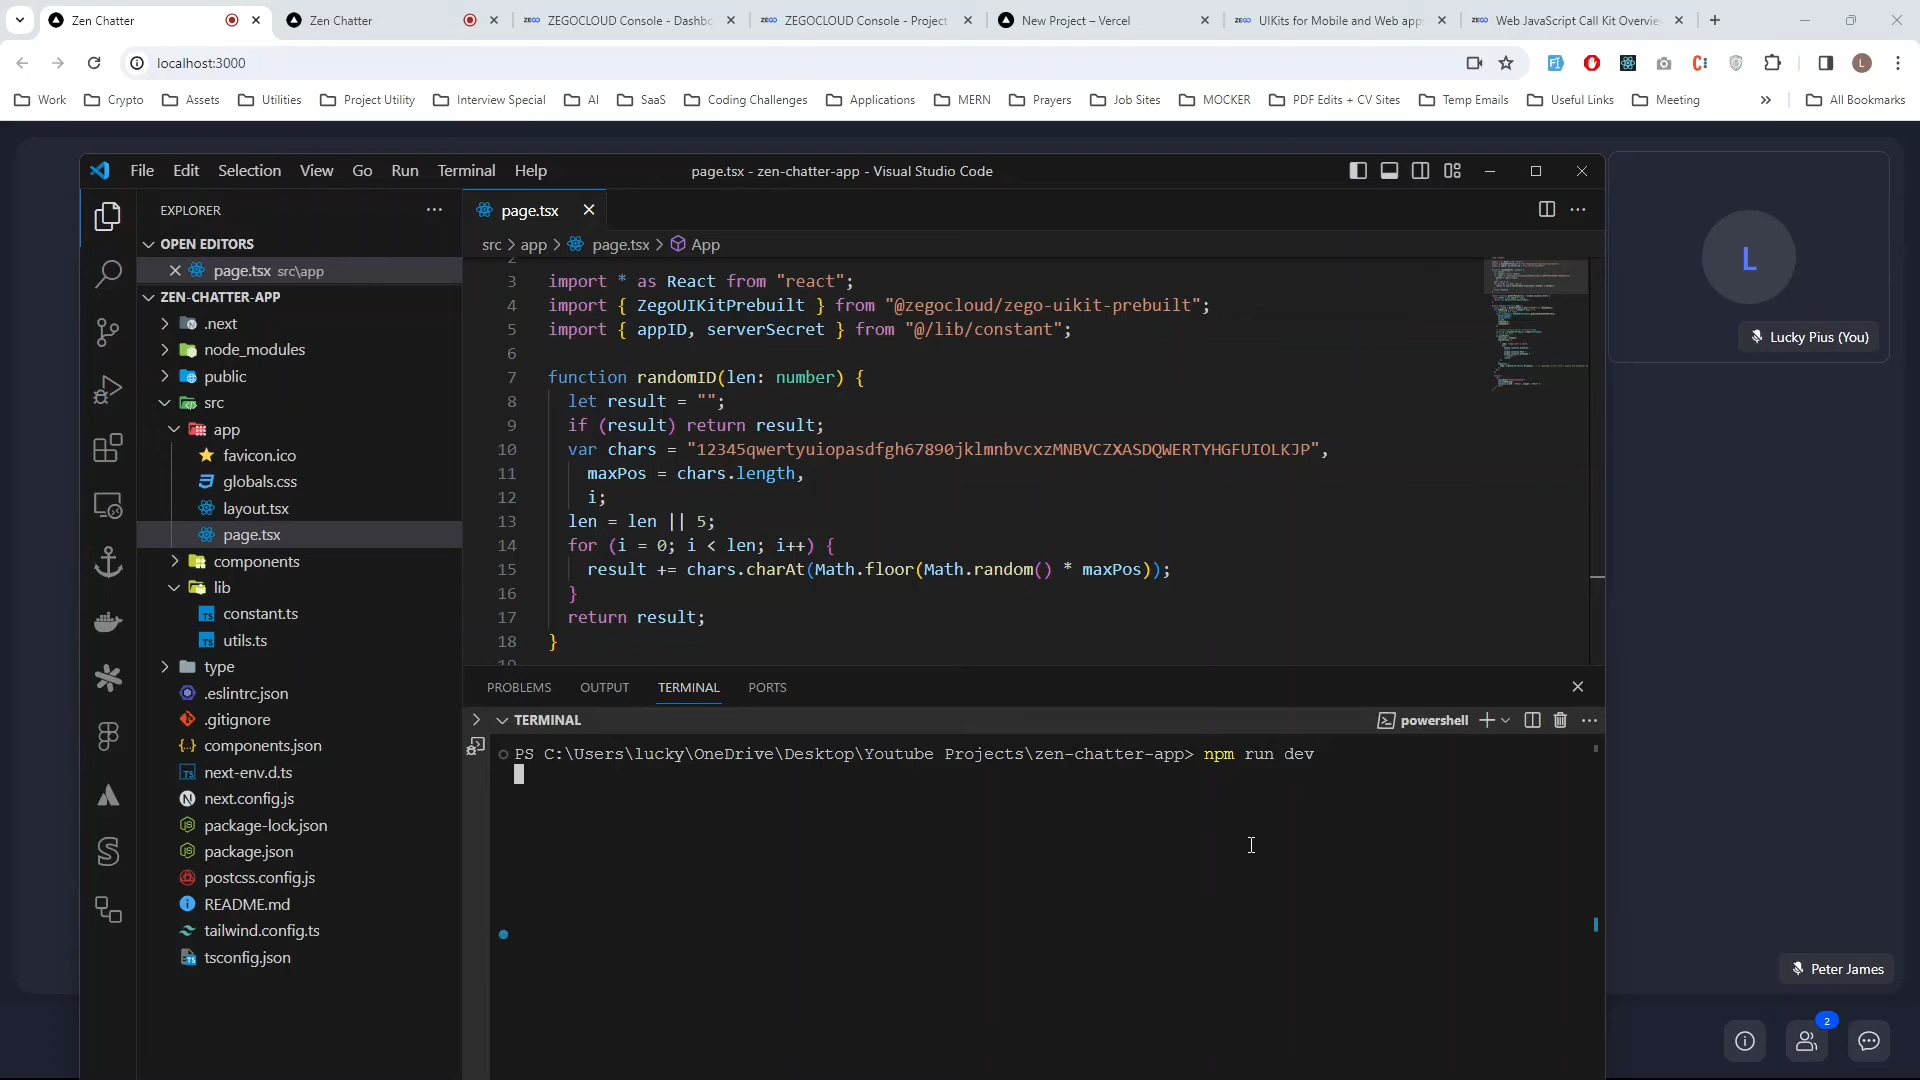 Zen Chatter
Zen Chatter
ZEGOCLOUD Console - Dashbo
ZEGOCLOUD Console - Project
New Project – Vercel
UIKits for Mobile and Web app
Web JavaScript Call Kit Overvie
localhost:3000
Work
Crypto
Assets
Utilities
Project Utility
Interview Special
AI
SaaS
Coding Challenges
Applications
MERN
Prayers
Job Sites
MOCKER
PDF Edits + CV Sites
Temp Emails
Useful Links
Meeting
»
All Bookmarks
File Edit Selection View Go Run Terminal Help
page.tsx - zen-chatter-app - Visual Studio Code
EXPLORER
OPEN EDITORS
page.tsx src\app
ZEN-CHATTER-APP
.next
node_modules
public
src
app
favicon.ico
globals.css
layout.tsx
page.tsx
components
lib
constant.ts
utils.ts
type
.eslintrc.json
.gitignore
components.json
next-env.d.ts
next.config.js
package-lock.json
package.json
postcss.config.js
README.md
tailwind.config.ts
tsconfig.json
page.tsx
src > app > page.tsx > App
3 import * as React from "react";
4 import { ZegoUIKitPrebuilt } from "@zegocloud/zego-uikit-prebuilt";
5 import { appID, serverSecret } from "@/lib/constant";
6
7 function randomID(len: number) {
8 let result = "";
9 if (result) return result;
10 var chars = "12345qwertyuiopasdfgh67890jklmnbvcxzMNBVCZXASDQWERTYHGFUIOLKJP",
11 maxPos = chars.length,
12 i;
13 len = len || 5;
14 for (i = 0; i < len; i++) {
15 result += chars.charAt(Math.floor(Math.random() * maxPos));
16 }
17 return result;
18 }
PROBLEMS OUTPUT TERMINAL PORTS
TERMINAL
powershell
PS C:\Users\lucky\OneDrive\Desktop\Youtube Projects\zen-chatter-app> npm run dev
L
L
Lucky Pius (You)
Peter James
2